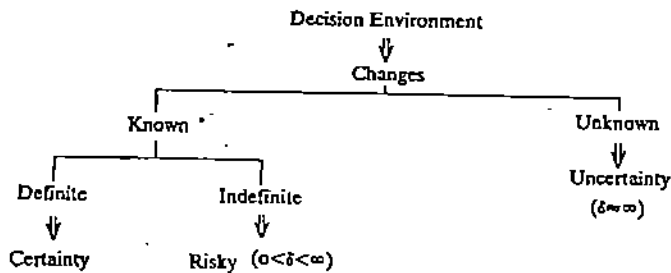 Decision Environment
⇓
Changes
Known Unknown
⇓
Definite Indefinite Uncertainty
⇓ ⇓ (δ≈∞)
Certainty Risky (o<δ<∞)